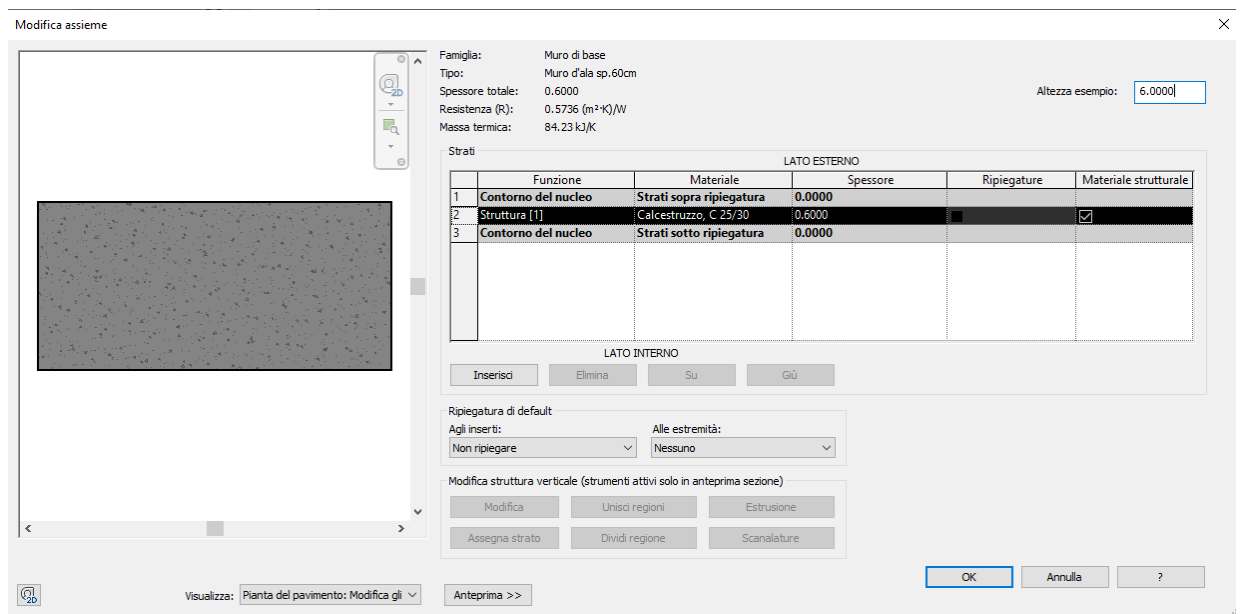 Modifica assieme
Famiglia: Muro di base
Tipo: Muro d'ala sp.60cm
Spessore totale: 0.6000
Resistenza (R): 0.5736 (m²·K)/W
Massa termica: 84.23 kJ/K
Altezza esempio: 6.0000
Strati
LATO ESTERNO
Funzione Materiale Spessore Ripiegature Materiale strutturale
1 Contorno del nucleo Strati sopra ripiegatura 0.0000
2 Struttura [1] Calcestruzzo, C 25/30 0.6000
3 Contorno del nucleo Strati sotto ripiegatura 0.0000
LATO INTERNO
Inserisci Elimina Su Giù
Ripiegatura di default
Agli inserti: Alle estremità:
Non ripiegare Nessuno
Modifica struttura verticale (strumenti attivi solo in anteprima sezione)
Modifica Unisci regioni Estrusione
Assegna strato Dividi regione Scanalature
OK Annulla ?
2D
2D
Visualizza: Pianta del pavimento: Modifica gli
Anteprima >>